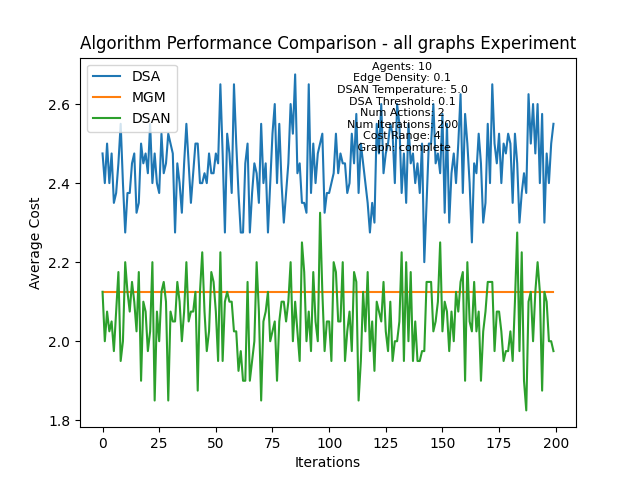 Algorithm Performance Comparison - all graphs Experiment
DSA
MGM
DSAN
Agents: 10
Edge Density: 0.1
DSAN Temperature: 5.0
DSA Threshold: 0.1
Num Actions: 2
Num Iterations: 200
Cost Range: 4
Graph: complete
Average Cost
2.6
2.4
2.2
2.0
1.8
0 25 50 75 100 125 150 175 200
Iterations